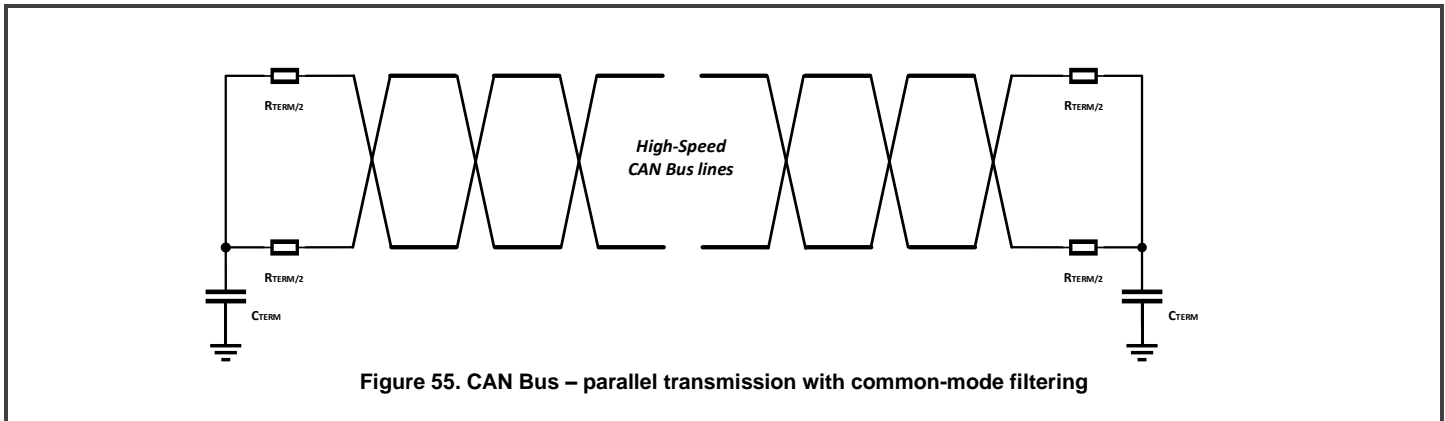 RTERM/2
RTERM/2
High-Speed
CAN Bus lines
RTERM/2
RTERM/2
CTERM
CTERM
Figure 55. CAN Bus – parallel transmission with common-mode filtering